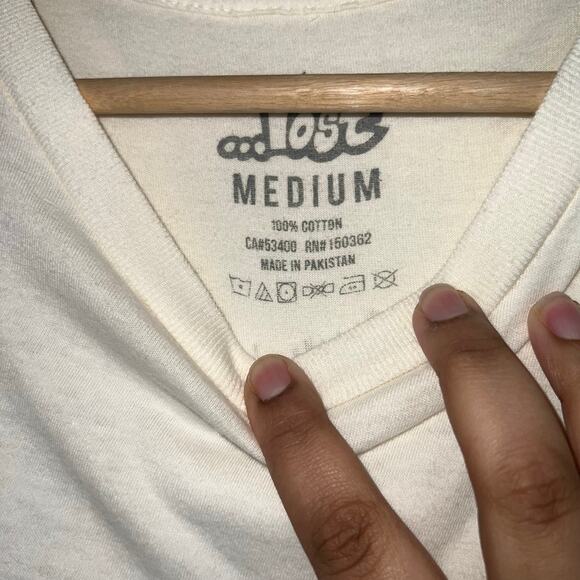 ...Lost
MEDIUM
100% COTTON
CA#53400 RN#150362
MADE IN PAKISTAN